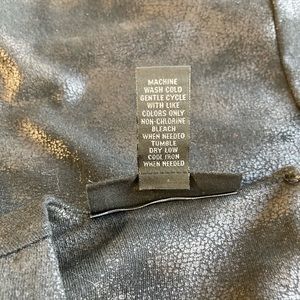 MACHINE
WASH COLD
GENTLE CYCLE
WITH LIKE
COLORS ONLY
NON-CHLORINE
BLEACH
WHEN NEEDED
TUMBLE
DRY LOW
COOL IRON
WHEN NEEDED